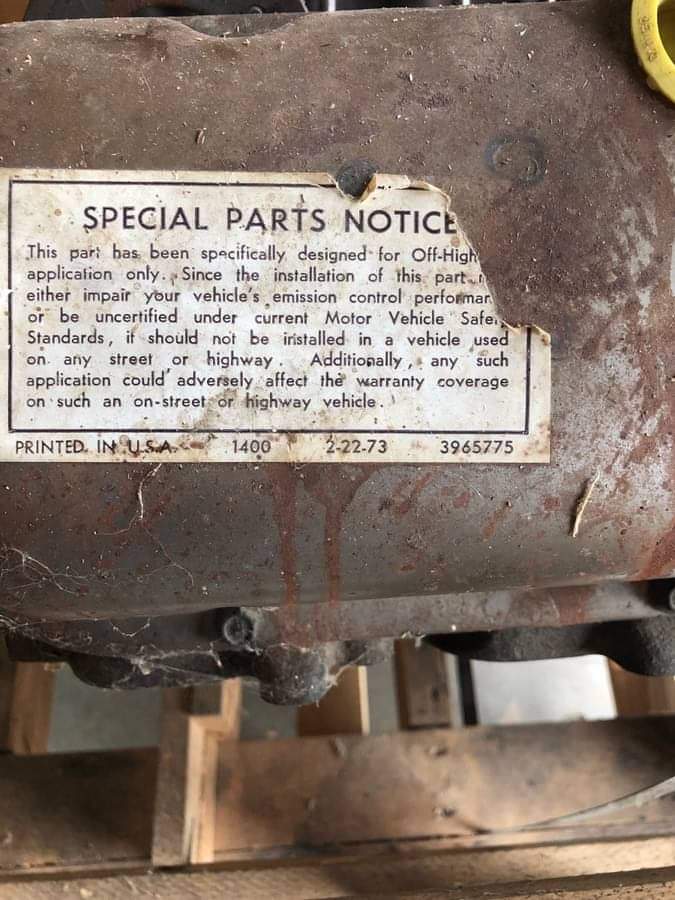 SPECIAL PARTS NOTICE
This part has been specifically designed for Off-High
application only. Since the installation of this part
either impair your vehicle's emission control performan
or be uncertified under current Motor Vehicle Safe
Standards, it should not be installed in a vehicle used
on any street or highway. Additionally, any such
application could adversely affect the warranty coverage
on such an on-street or highway vehicle.
PRINTED IN U.S.A. 1400 2-22-73 3965775